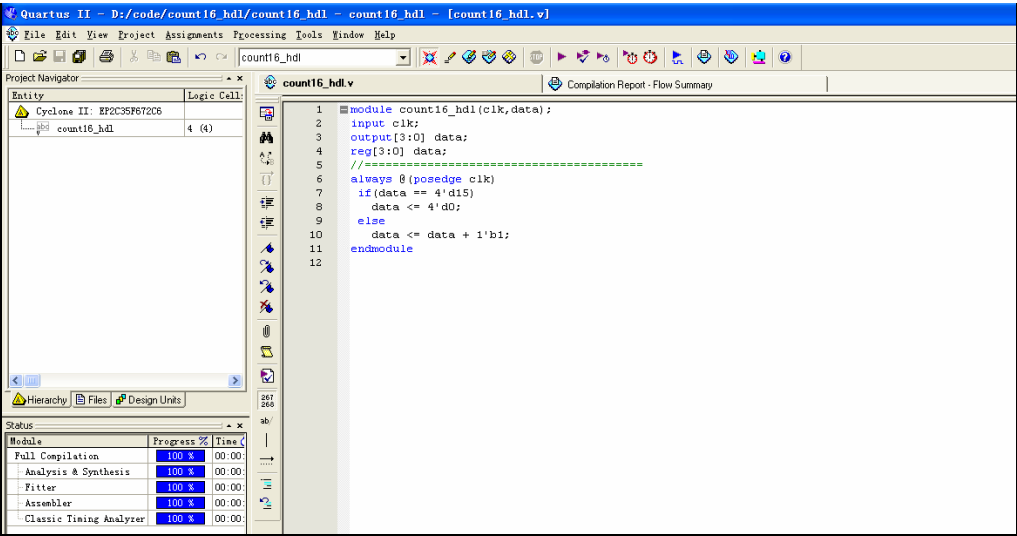 Quartus II - D:/code/count16_hdl/count16_hdl - count16_hdl - [count16_hdl.v]
File Edit View Project Assignments Processing Tools Window Help
count16_hdl
Project Navigator
Entity Logic Cell
Cyclone II: EP2C35F672C6
abd count16_hdl 4 (4)
Hierarchy Files Design Units
Status
Module Progress % Time (
Full Compilation 100 % 00:00:
Analysis & Synthesis 100 % 00:00:
Fitter 100 % 00:00:
Assembler 100 % 00:00:
Classic Timing Analyzer 100 % 00:00:
267
268
ab/
count16_hdl.v
Compilation Report - Flow Summary
1 module count16_hdl(clk,data);
2 input clk;
3 output[3:0] data;
4 reg[3:0] data;
5 //========================================
6 always @(posedge clk)
7 if(data == 4'd15)
8 data <= 4'd0;
9 else
10 data <= data + 1'b1;
11 endmodule
12